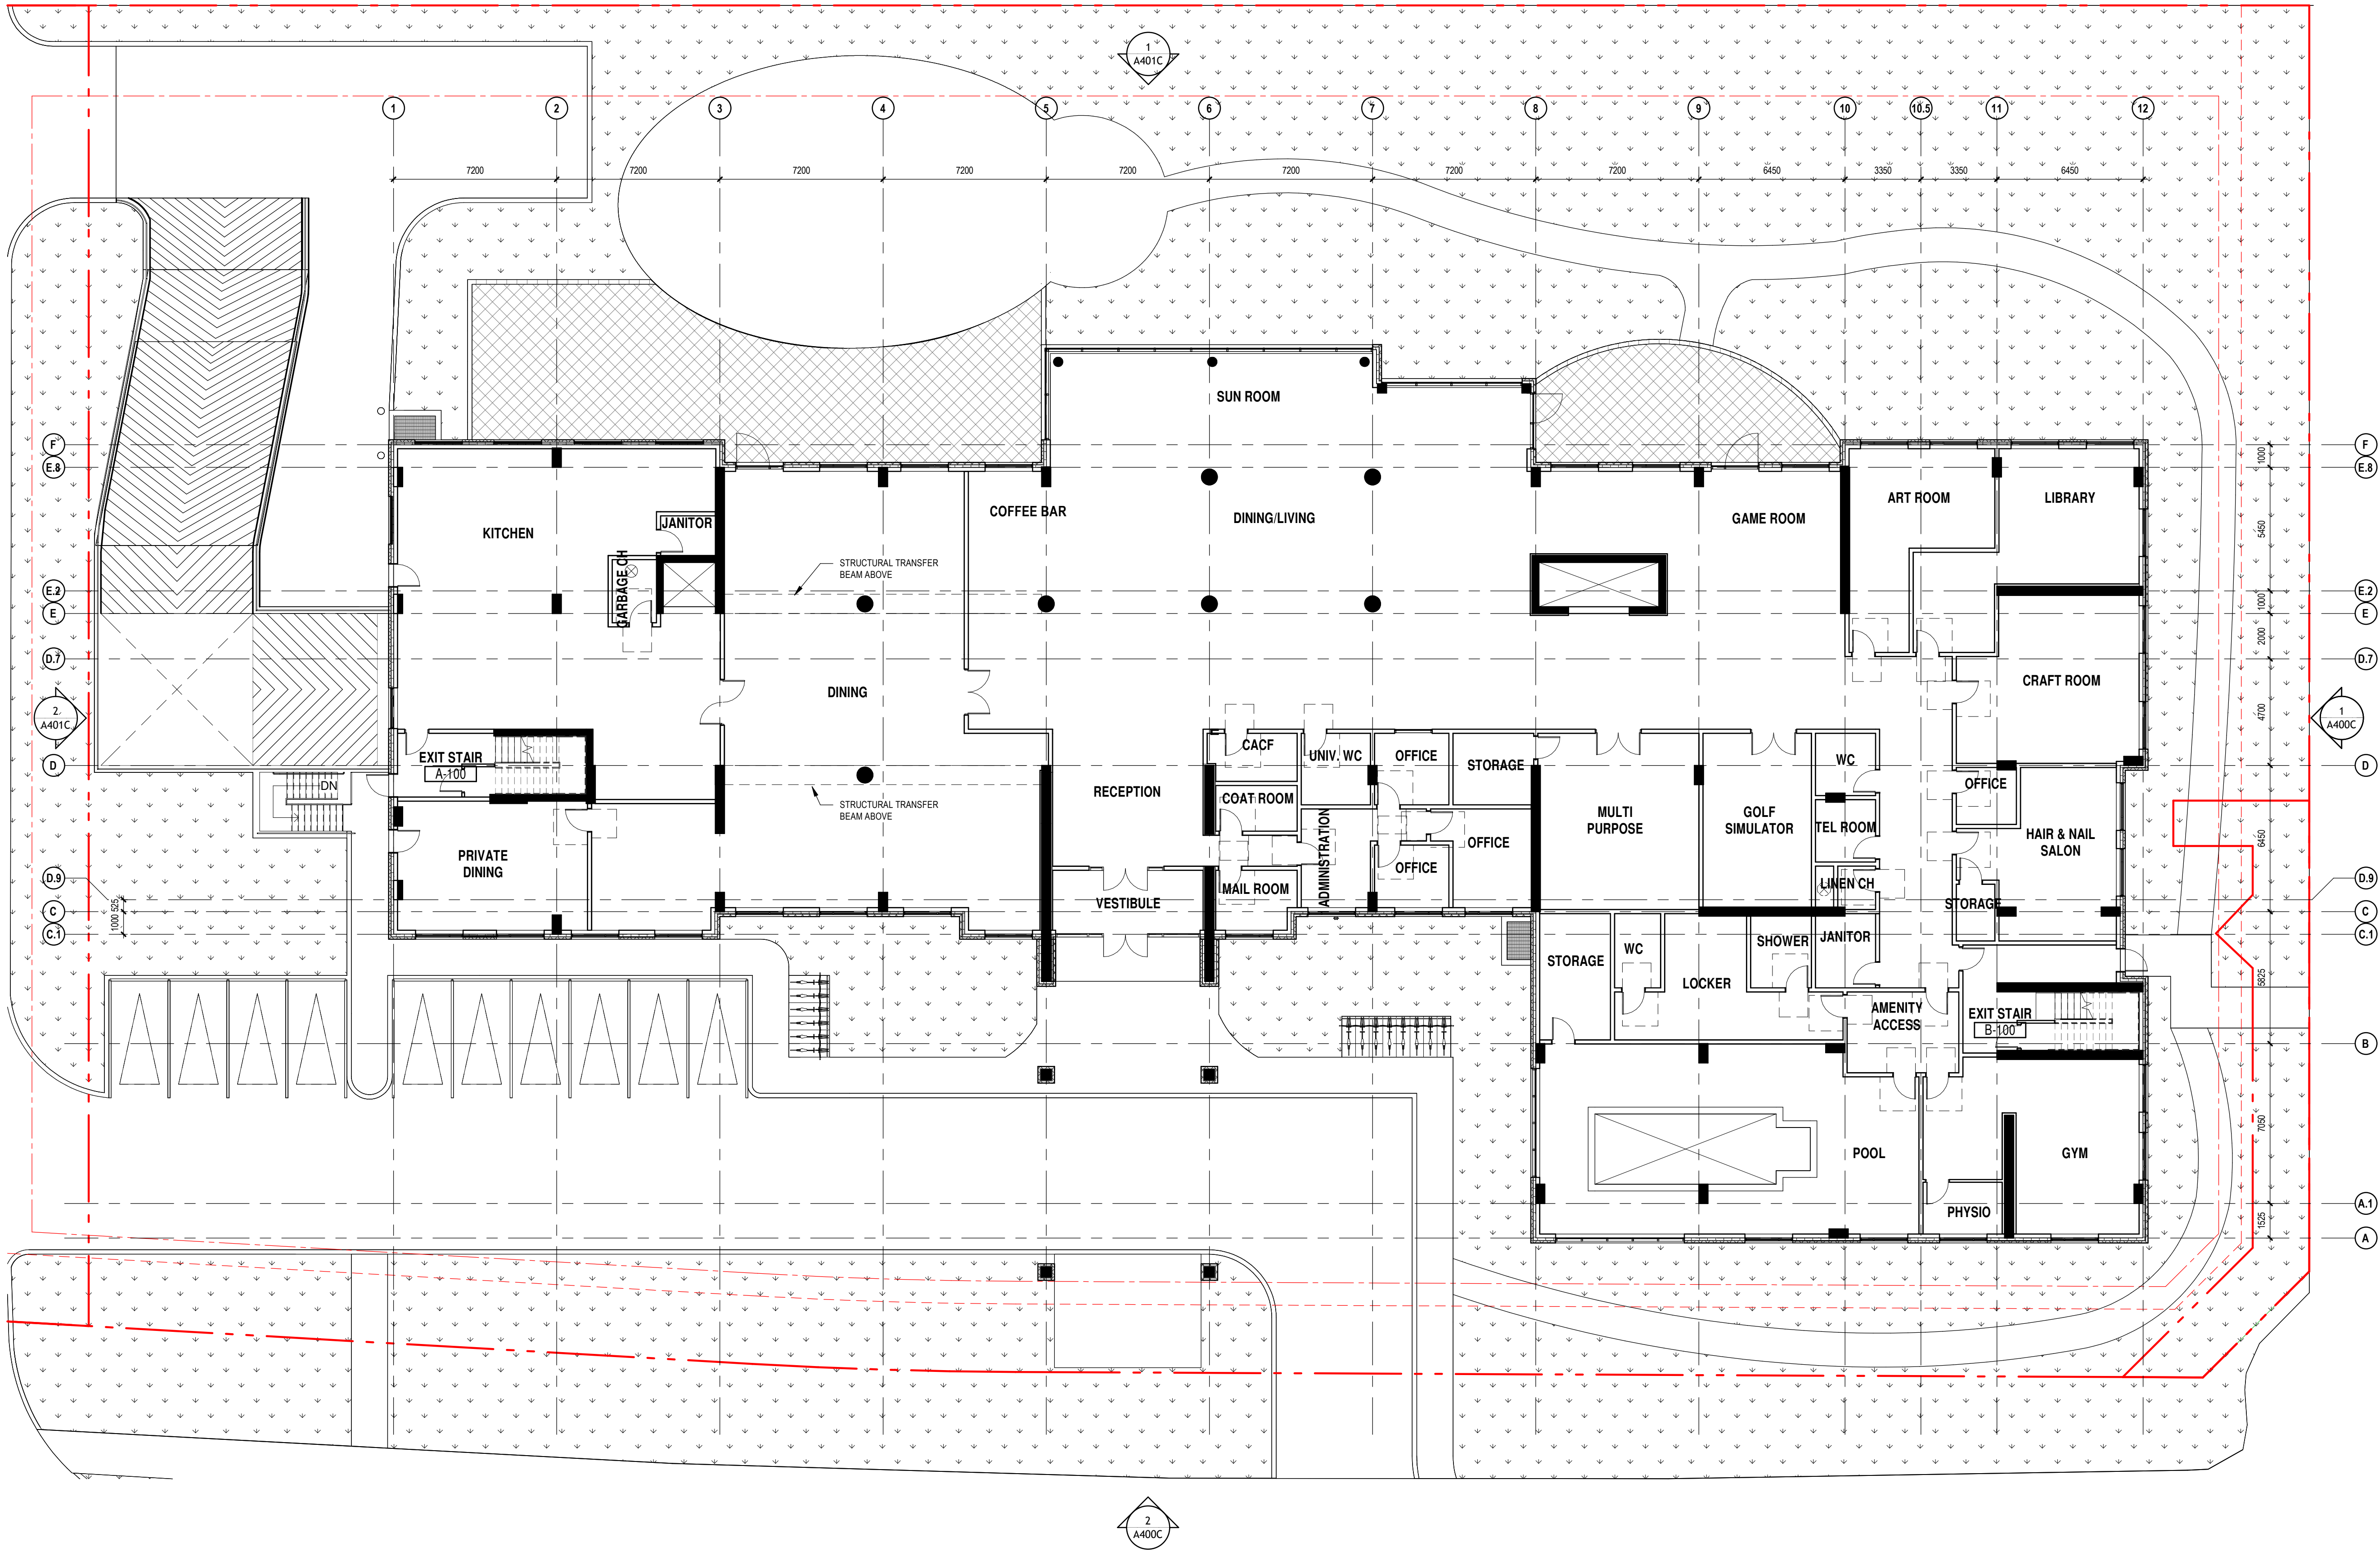 1
A401C
1 2 3 4 5 6 7 8 9 10 10.5 11 12
7200 7200 7200 7200 7200 7200 7200 7200 6450 3350 3350 6450
SUN ROOM
F F
1000
E.8 E.8
KITCHEN
JANITOR
GARBAGE CH
COFFEE BAR
DINING/LIVING
GAME ROOM
ART ROOM
LIBRARY
5450
STRUCTURAL TRANSFER
BEAM ABOVE
E.2 E.2
1000
E E
2000
D.7 D.7
DINING
CRAFT ROOM
4700
2
A401C
1
A400C
EXIT STAIR
A-100
CACF
UNIV. WC
OFFICE
STORAGE
WC
D D
DN
RECEPTION
COAT ROOM
ADMINISTRATION
OFFICE
MULTI
PURPOSE
GOLF
SIMULATOR
TEL ROOM
OFFICE
HAIR & NAIL
SALON
6450
STRUCTURAL TRANSFER
BEAM ABOVE
PRIVATE
DINING
OFFICE
D.9 D.9
VESTIBULE
MAIL ROOM
LINEN CH
STORAGE
525
C C
1000
C.1 C.1
STORAGE
WC
LOCKER
SHOWER
JANITOR
5825
AMENITY
ACCESS
EXIT STAIR
B-100
B
7050
POOL
GYM
A.1
PHYSIO
1525
A
2
A400C